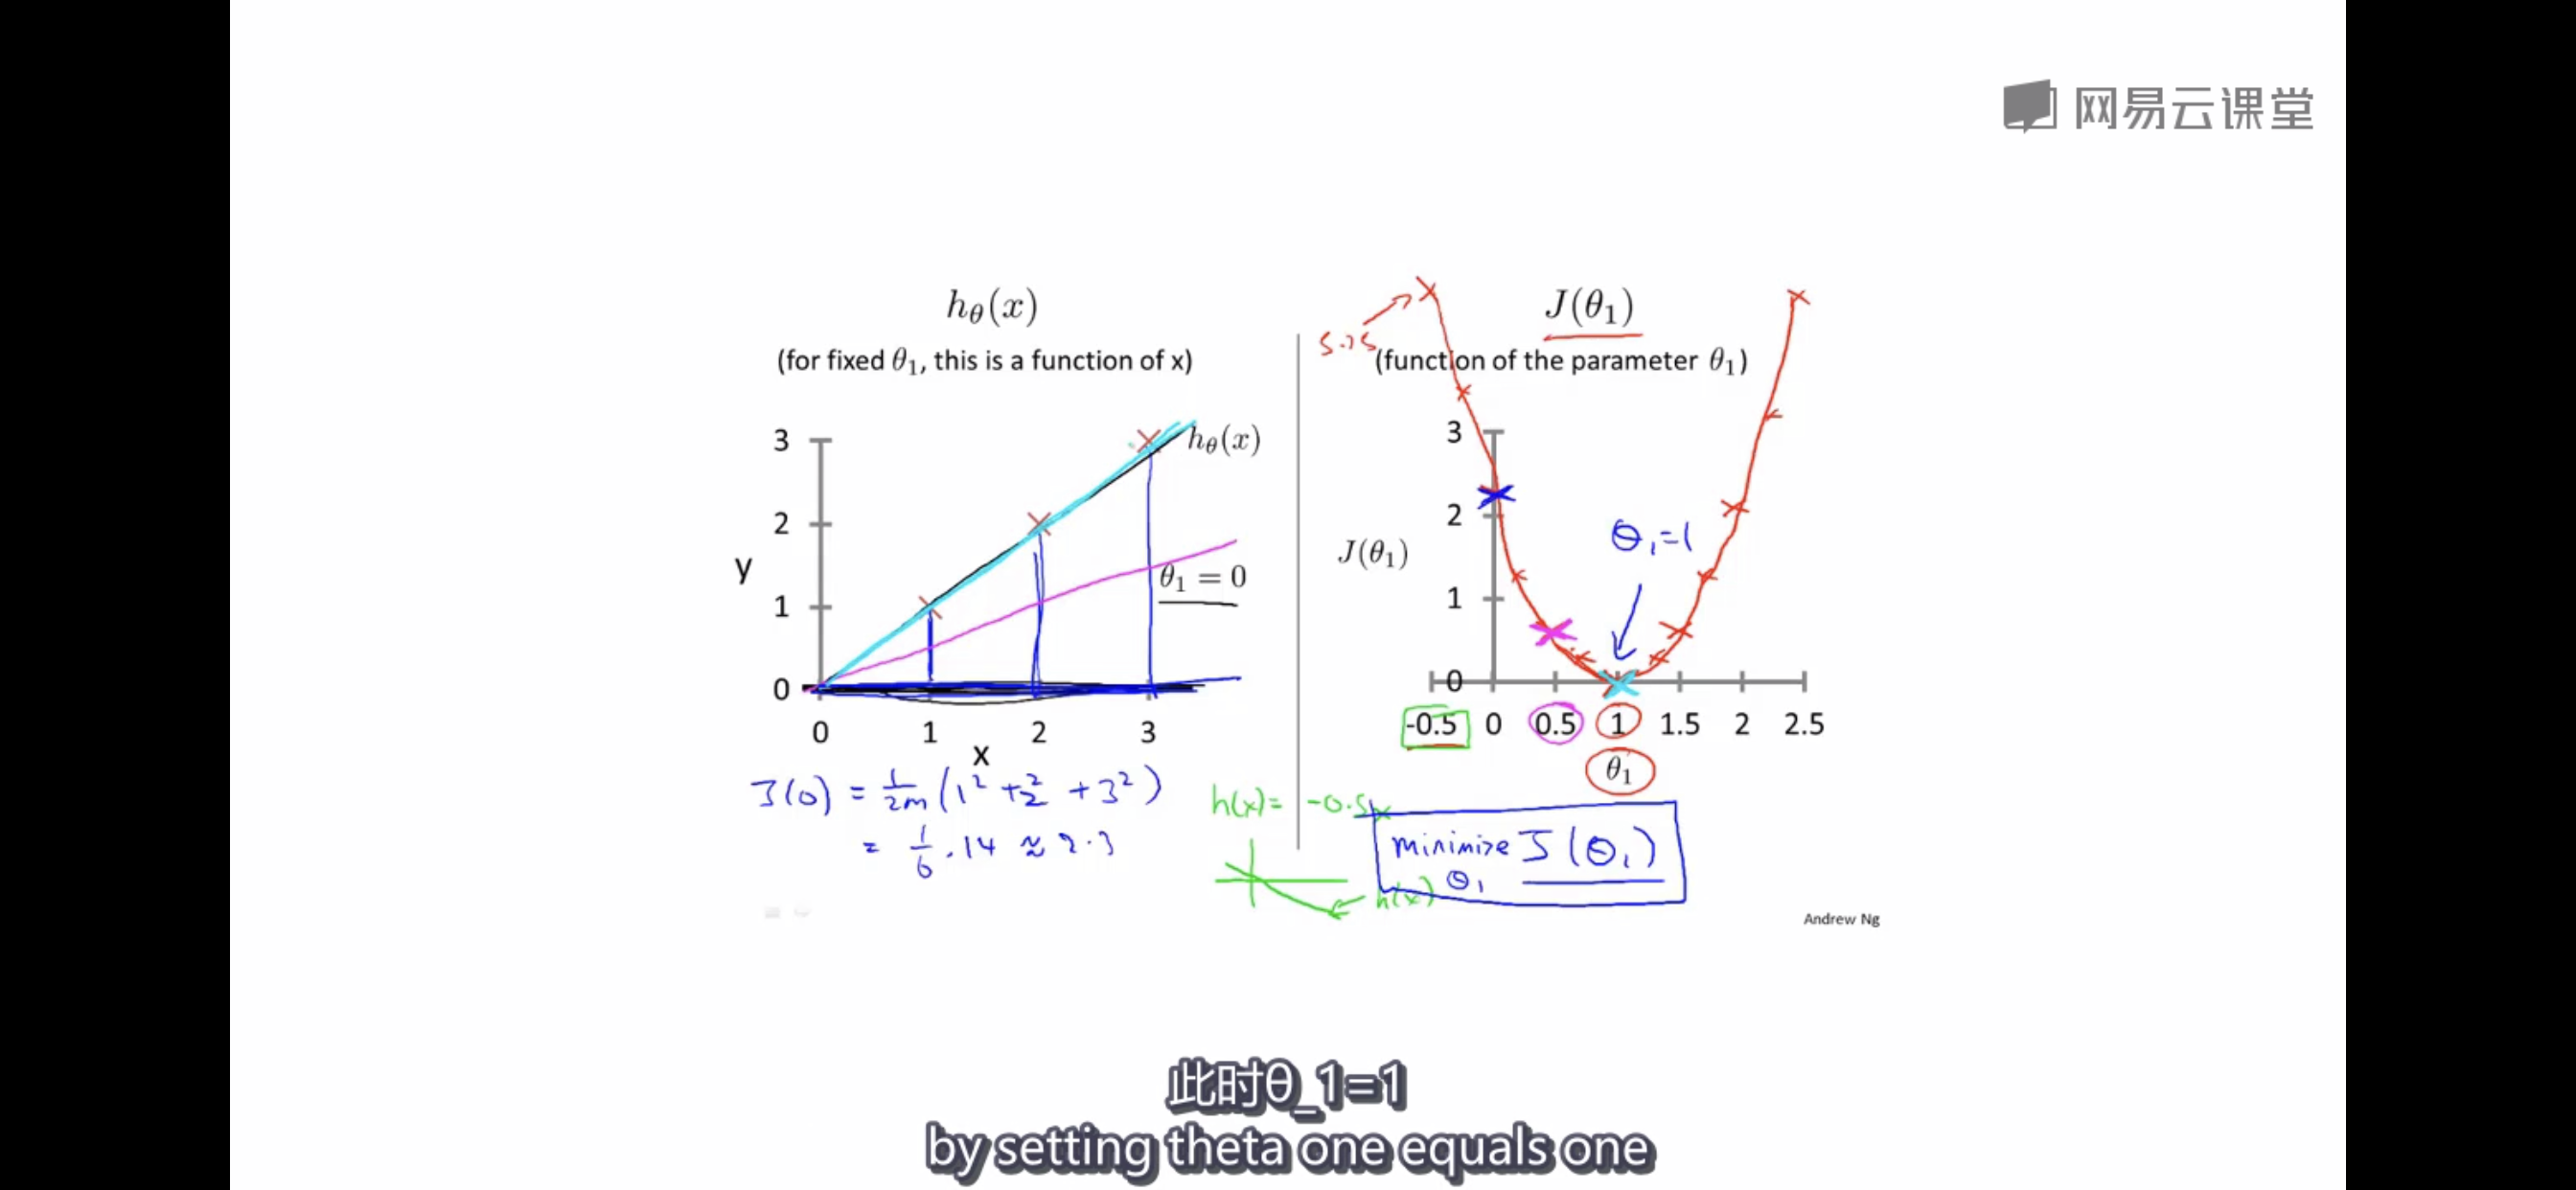 网易云课堂
hθ(x)
(for fixed θ₁, this is a function of x)
3
2
1
0
y
0 1 2 3
x
hθ(x)
θ₁ = 0
J(0) = 1/2m (1² + 2² + 3²)
= 1/6 · 14 ≈ 2.3
h(x) = -0.5x
h(x)
J(θ₁)
5.25
(function of the parameter θ₁)
3
2
1
0
J(θ₁)
θ₁=1
-0.5 0 0.5 1 1.5 2 2.5
θ₁
minimize J(θ₁)
θ₁
Andrew Ng
此时θ_1=1
by setting theta one equals one